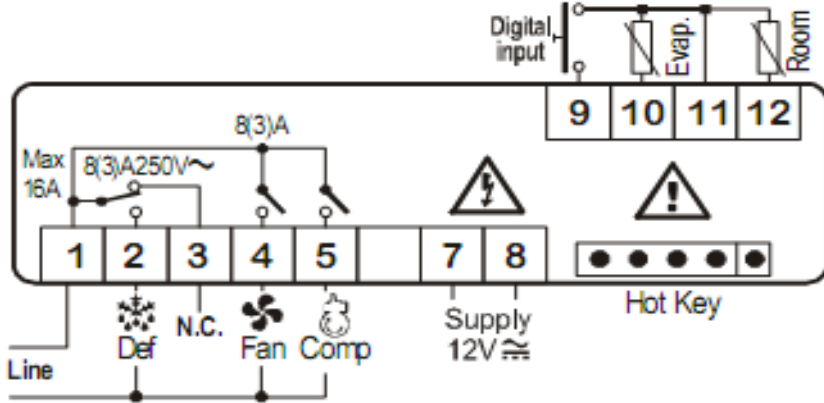 Digital
input
Evap.
Room
9 10 11 12
8(3)A
Max
16A
8(3)A250V~
1 2 3 4 5 7 8
Def
N.C.
Fan
Comp
Supply
12V⎓
Hot Key
Line